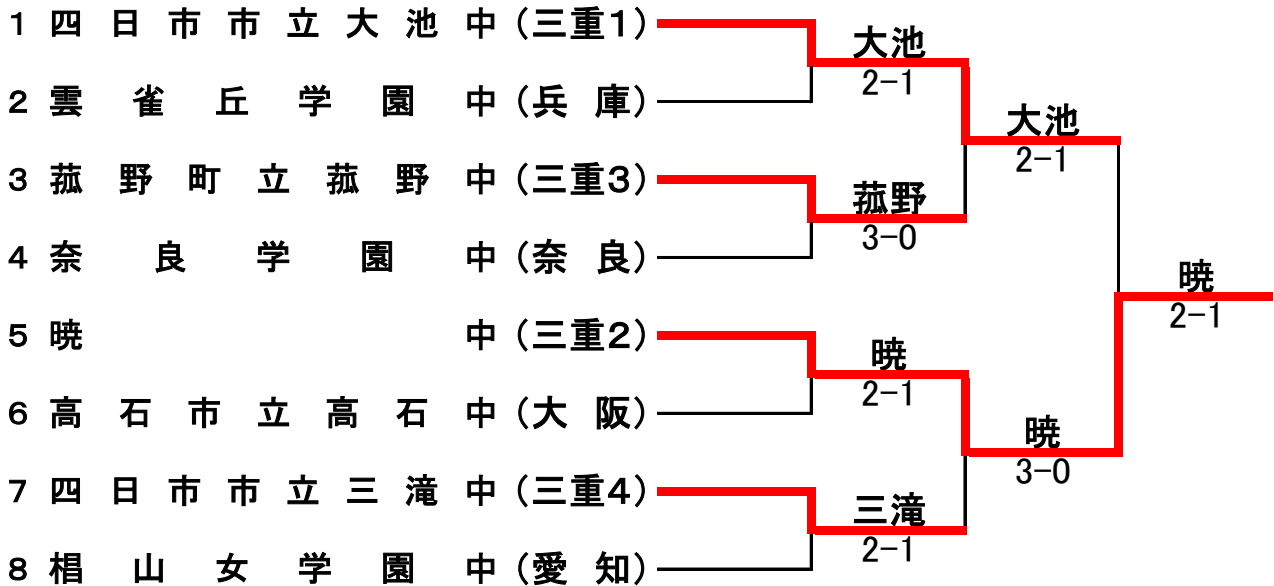 1 四日市市立大池中(三重1)
大池
2-1
2 雲雀丘学園中(兵庫)
大池
2-1
3 菰野町立菰野中(三重3)
菰野
3-0
4 奈良学園中(奈良)
暁
2-1
5 暁中(三重2)
暁
2-1
6 高石市立高石中(大阪)
暁
3-0
7 四日市市立三滝中(三重4)
三滝
2-1
8 椙山女学園中(愛知)